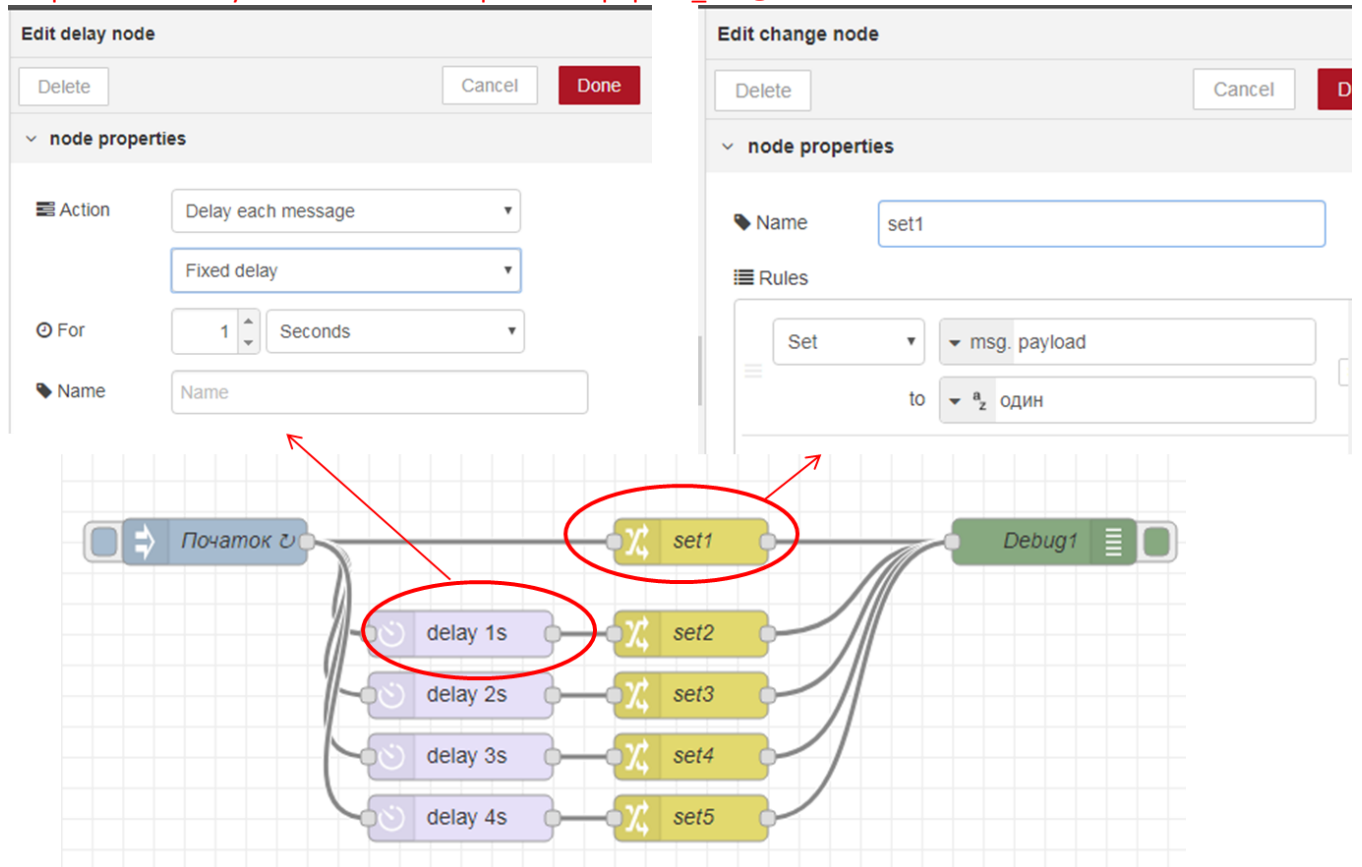 Edit delay node
Delete
Cancel
Done
node properties
Action
Delay each message
Fixed delay
For
1
Seconds
Name
Name
Edit change node
Delete
Cancel
D
node properties
Name
set1
Rules
Set
msg. payload
to
az
один
Початок ↻
set1
Debug1
delay 1s
set2
delay 2s
set3
delay 3s
set4
delay 4s
set5